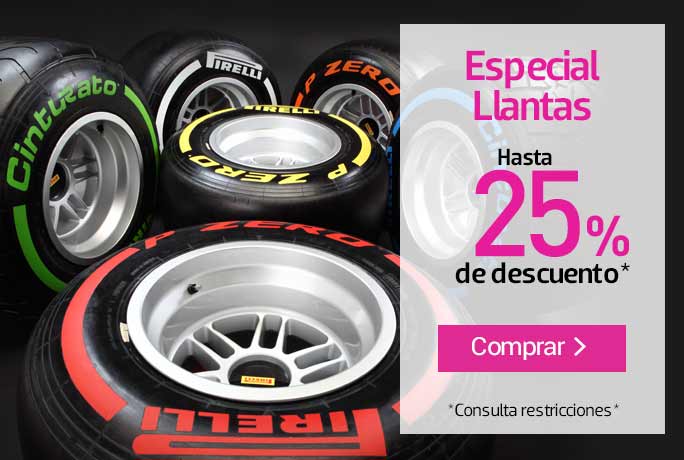 Cinturato
PIRELLI
P ZERO
PIRELLI
P ZERO
P ZERO
PIRELLI
Especial
Llantas
Hasta
25%
de descuento*
Comprar >
*Consulta restricciones*